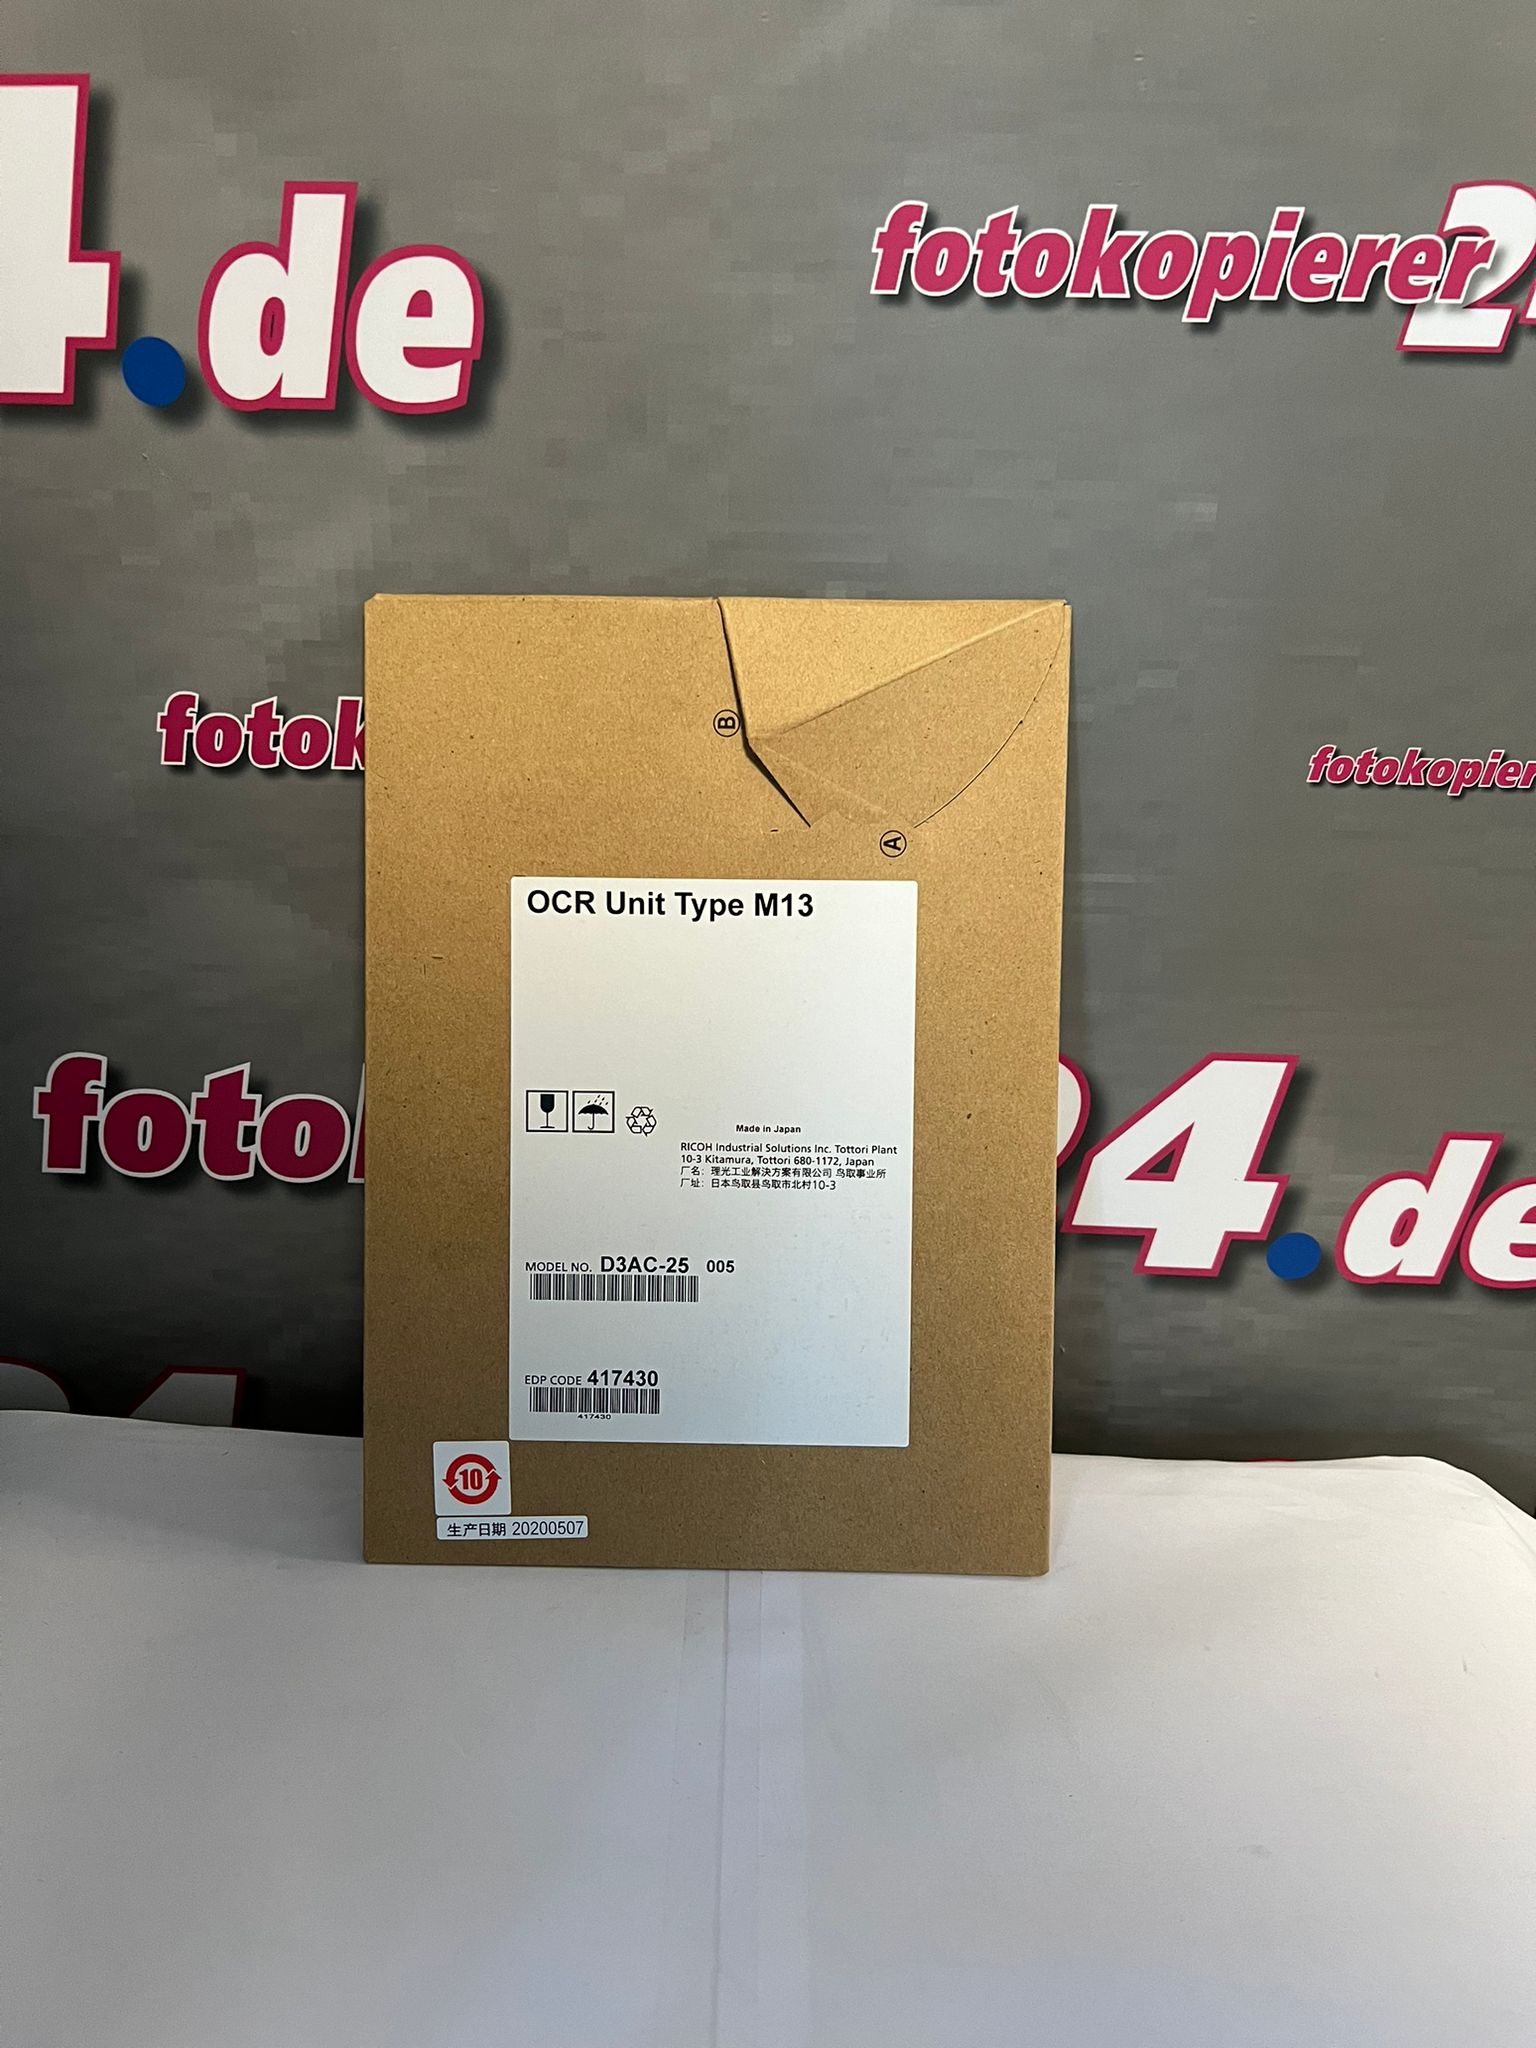 4.de
fotokopierer2
fotok
fotokopierer
B
A
OCR Unit Type M13
Made in Japan
RICOH Industrial Solutions Inc. Tottori Plant
10-3 Kitamura, Tottori 680-1172, Japan
厂名: 理光工业解决方案有限公司 鸟取事业所
厂址: 日本鸟取县鸟取市北村10-3
fotok
24.de
MODEL NO. D3AC-25 005
EDP CODE 417430
417430
24
10
生产日期 20200507